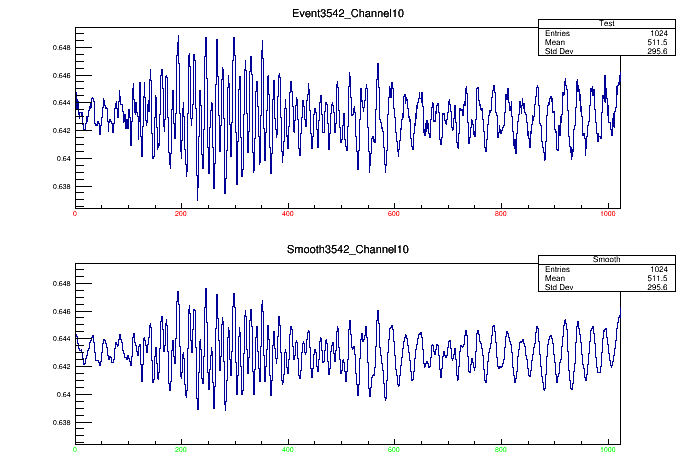 Event3542_Channel10
Test
Entries 1024
Mean 511.5
Std Dev 295.6
0.648
0.646
0.644
0.642
0.64
0.638
0 200 400 600 800 1000
Smooth3542_Channel10
Smooth
Entries 1024
Mean 511.5
Std Dev 295.6
0.648
0.646
0.644
0.642
0.64
0.638
0 200 400 600 800 1000